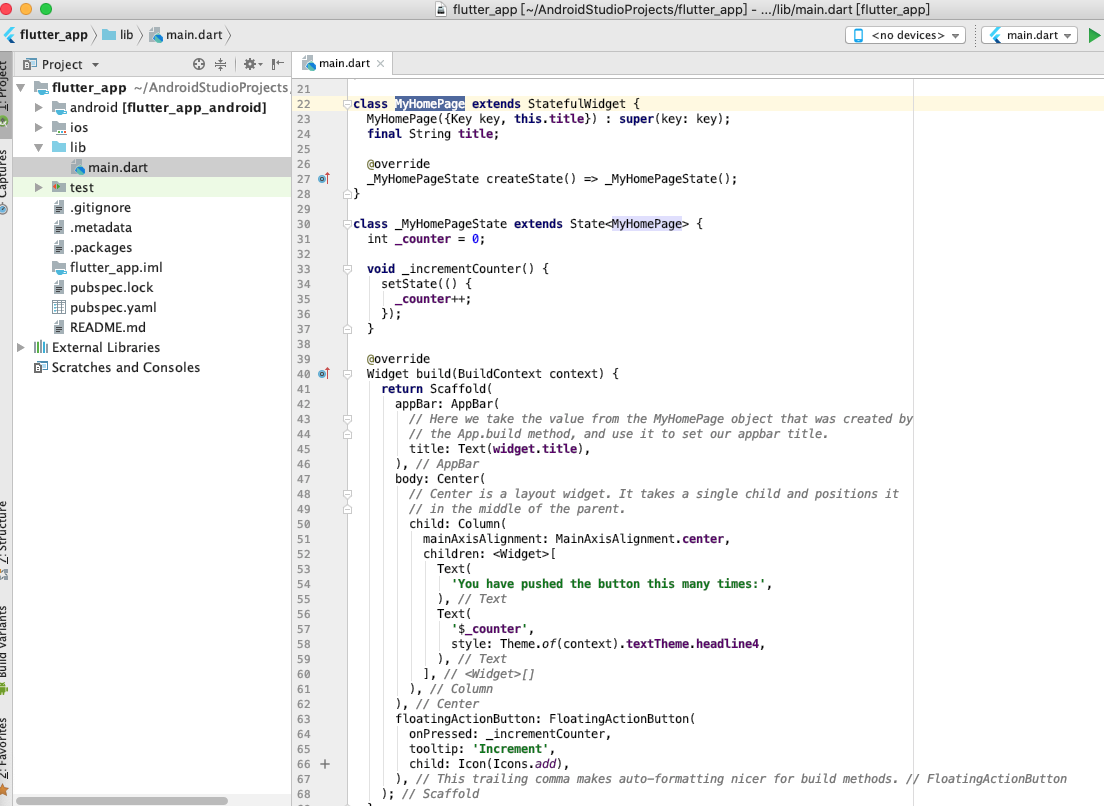 flutter_app [~/AndroidStudioProjects/flutter_app] - .../lib/main.dart [flutter_app]
flutter_app lib main.dart <no devices> main.dart
Project main.dart
1: Project
Captures
7: Structure
Build Variants
2: Favorites
flutter_app ~/AndroidStudioProjects,
android [flutter_app_android]
ios
lib
main.dart
test
.gitignore
.metadata
.packages
flutter_app.iml
pubspec.lock
pubspec.yaml
README.md
External Libraries
Scratches and Consoles
21
22 class MyHomePage extends StatefulWidget {
23 MyHomePage({Key key, this.title}) : super(key: key);
24 final String title;
25
26 @override
27 _MyHomePageState createState() => _MyHomePageState();
28 }
29
30 class _MyHomePageState extends State<MyHomePage> {
31 int _counter = 0;
32
33 void _incrementCounter() {
34 setState(() {
35 _counter++;
36 });
37 }
38
39 @override
40 Widget build(BuildContext context) {
41 return Scaffold(
42 appBar: AppBar(
43 // Here we take the value from the MyHomePage object that was created by
44 // the App.build method, and use it to set our appbar title.
45 title: Text(widget.title),
46 ), // AppBar
47 body: Center(
48 // Center is a layout widget. It takes a single child and positions it
49 // in the middle of the parent.
50 child: Column(
51 mainAxisAlignment: MainAxisAlignment.center,
52 children: <Widget>[
53 Text(
54 'You have pushed the button this many times:',
55 ), // Text
56 Text(
57 '$_counter',
58 style: Theme.of(context).textTheme.headline4,
59 ), // Text
60 ], // <Widget>[]
61 ), // Column
62 ), // Center
63 floatingActionButton: FloatingActionButton(
64 onPressed: _incrementCounter,
65 tooltip: 'Increment',
66 child: Icon(Icons.add),
67 ), // This trailing comma makes auto-formatting nicer for build methods. // FloatingActionButton
68 ); // Scaffold